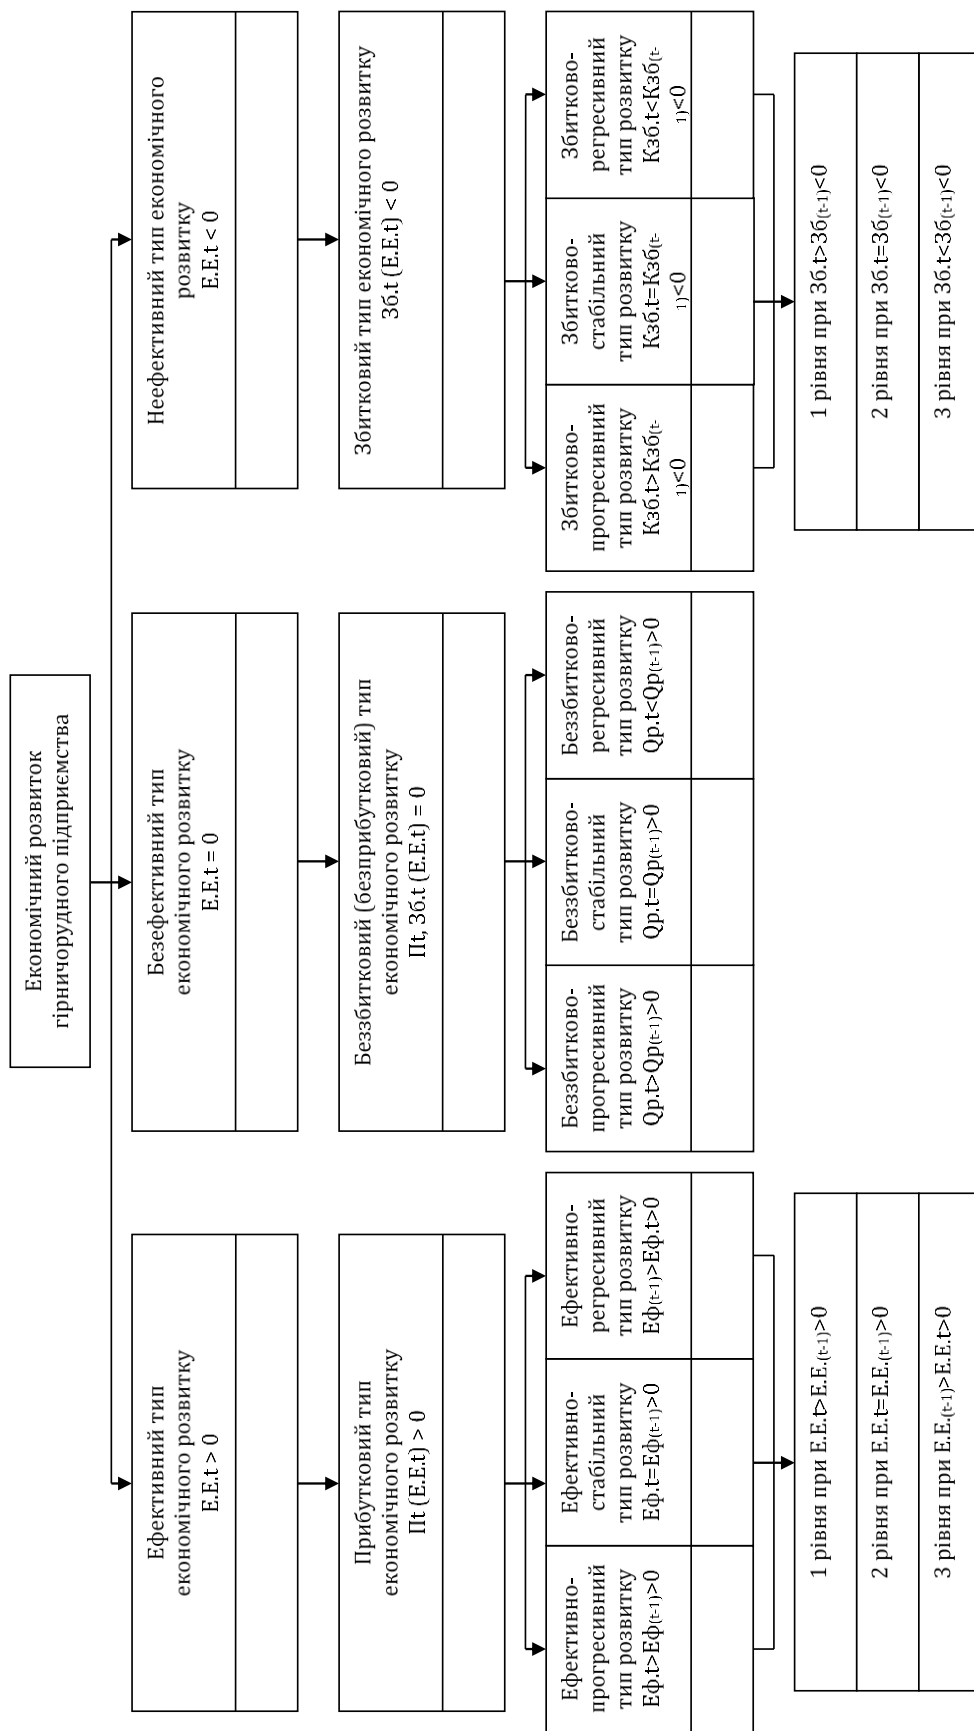 Економічний розвиток
гірничорудного підприємства
Ефективний тип
економічного розвитку
Е.Е.t > 0
Безефективний тип
економічного розвитку
Е.Е.t = 0
Неефективний тип економічного
розвитку
Е.Е.t < 0
Прибутковий тип
економічного розвитку
Пt (Е.Е.t) > 0
Беззбитковий (безприбутковий) тип
економічного розвитку
Пt, Зб.t (Е.Е.t) = 0
Збитковий тип економічного розвитку
Зб.t (Е.Е.t) < 0
Ефективно-
прогресивний
тип розвитку
Еф.t>Еф(t-1)>0
Ефективно-
стабільний
тип розвитку
Еф.t=Еф(t-1)>0
Ефективно-
регресивний
тип розвитку
Еф(t-1)>Еф.t>0
Беззбитково-
прогресивний
тип розвитку
Qр.t>Qр(t-1)>0
Беззбитково-
стабільний
тип розвитку
Qр.t=Qр(t-1)>0
Беззбитково-
регресивний
тип розвитку
Qр.t<Qр(t-1)>0
Збитково-
прогресивний
тип розвитку
Кзб.t>Кзб(t-
1)<0
Збитково-
стабільний
тип розвитку
Кзб.t=Кзб(t-
1)<0
Збитково-
регресивний
тип розвитку
Кзб.t<Кзб(t-
1)<0
1 рівня при Е.Е.t>Е.Е.(t-1)>0
2 рівня при Е.Е.t=Е.Е.(t-1)>0
3 рівня при Е.Е.(t-1)>Е.Е.t>0
1 рівня при Зб.t>Зб(t-1)<0
2 рівня при Зб.t=Зб(t-1)<0
3 рівня при Зб.t<Зб(t-1)<0